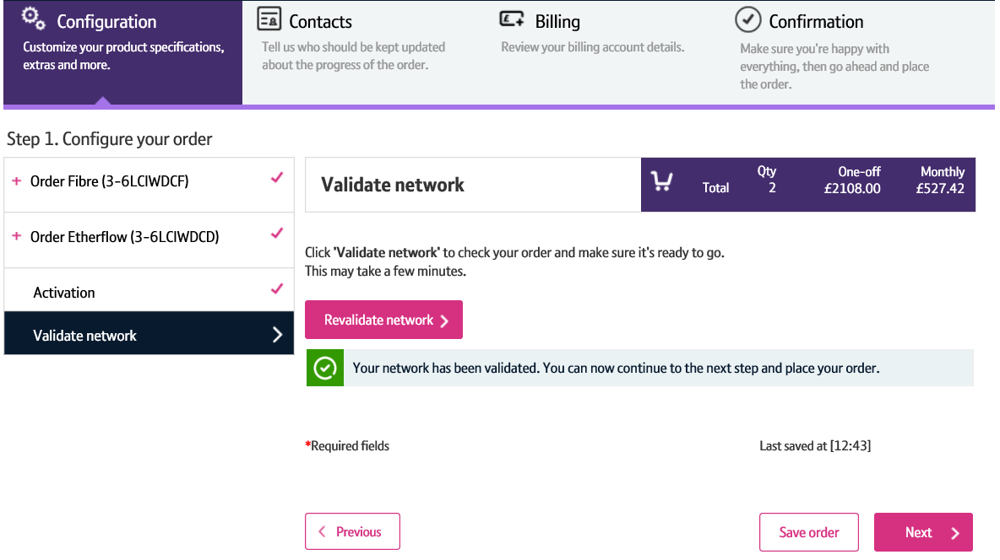 Configuration
Customize your product specifications,
extras and more.
Contacts
Tell us who should be kept updated
about the progress of the order.
Billing
Review your billing account details.
Confirmation
Make sure you're happy with
everything, then go ahead and place
the order.
Step 1. Configure your order
+ Order Fibre (3-6LCIWDCF)
+ Order Etherflow (3-6LCIWDCD)
Activation
Validate network
Validate network
Qty One-off Monthly
Total 2 £2108.00 £527.42
Click 'Validate network' to check your order and make sure it's ready to go.
This may take a few minutes.
Revalidate network
Your network has been validated. You can now continue to the next step and place your order.
*Required fields
Last saved at [12:43]
Previous
Save order
Next